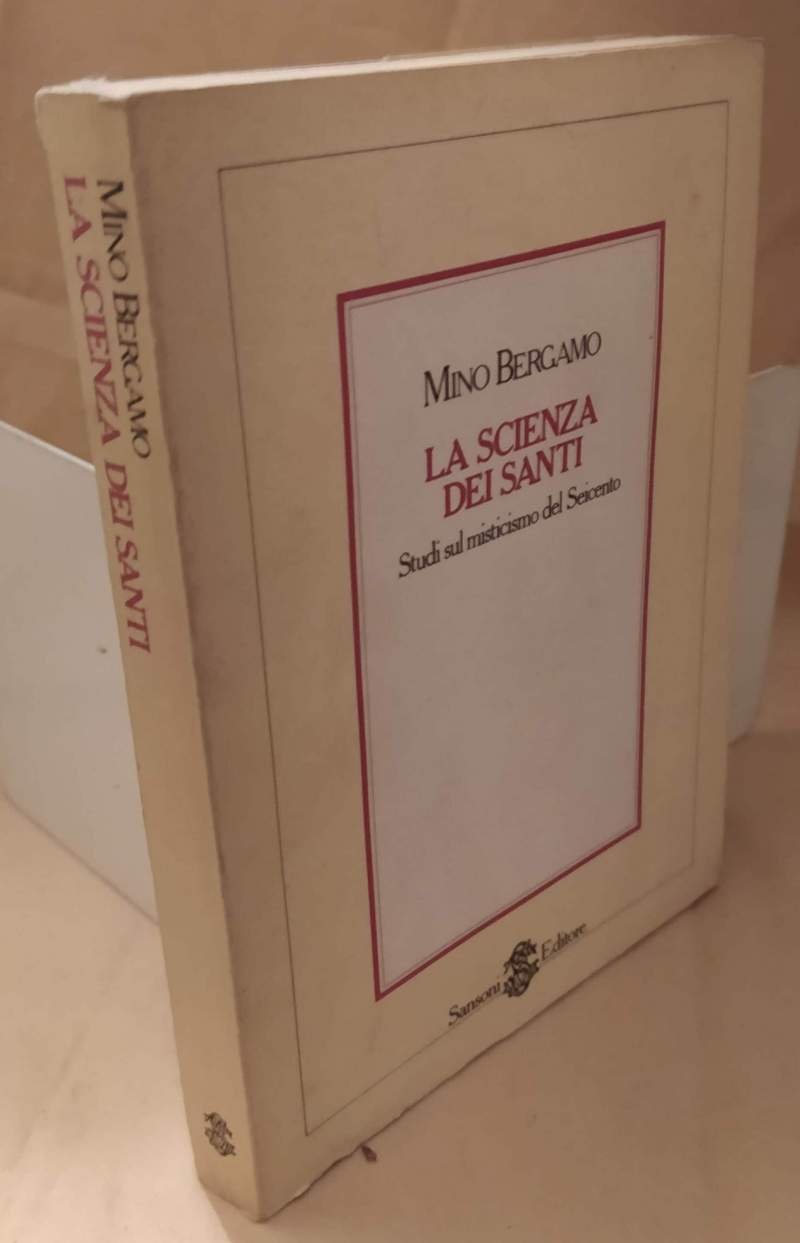 MINO BERGAMO
LA SCIENZA DEI SANTI
MINO BERGAMO
LA SCIENZA
DEI SANTI
Studi sul misticismo del Seicento
Sansoni Editore